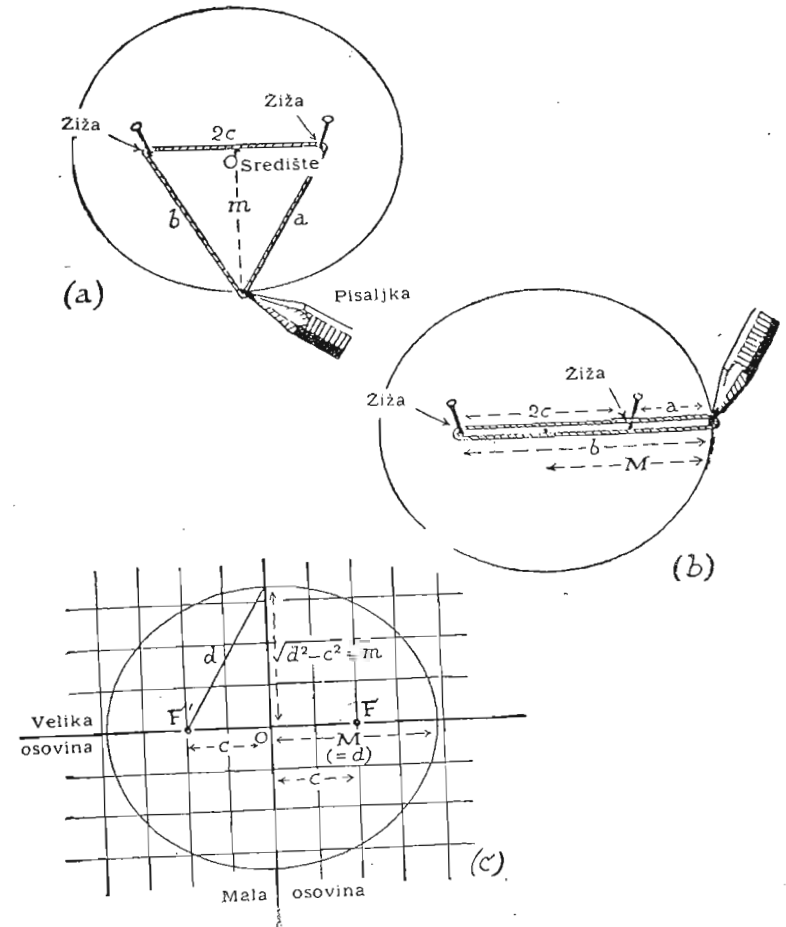 Žiža
Žiža
2c
O Središte
m
b
a
(a)
Pisaljka
Žiža
Žiža
2c
a
b
M
(b)
d
√d²-c² = m
Velika
osovina
F'
F
O
c
M
(=d)
c
(c)
Mala osovina